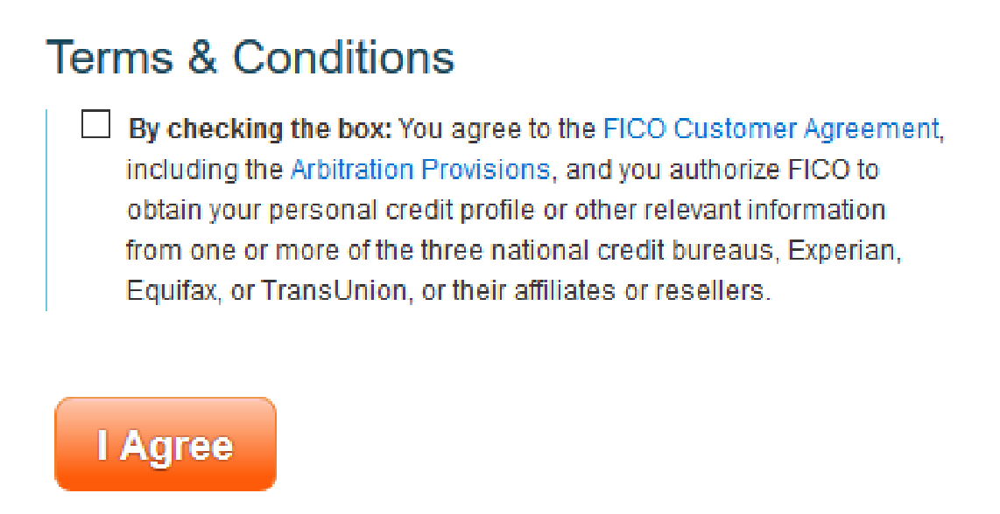 Terms & Conditions
By checking the box: You agree to the FICO Customer Agreement,
including the Arbitration Provisions, and you authorize FICO to
obtain your personal credit profile or other relevant information
from one or more of the three national credit bureaus, Experian,
Equifax, or TransUnion, or their affiliates or resellers.
I Agree